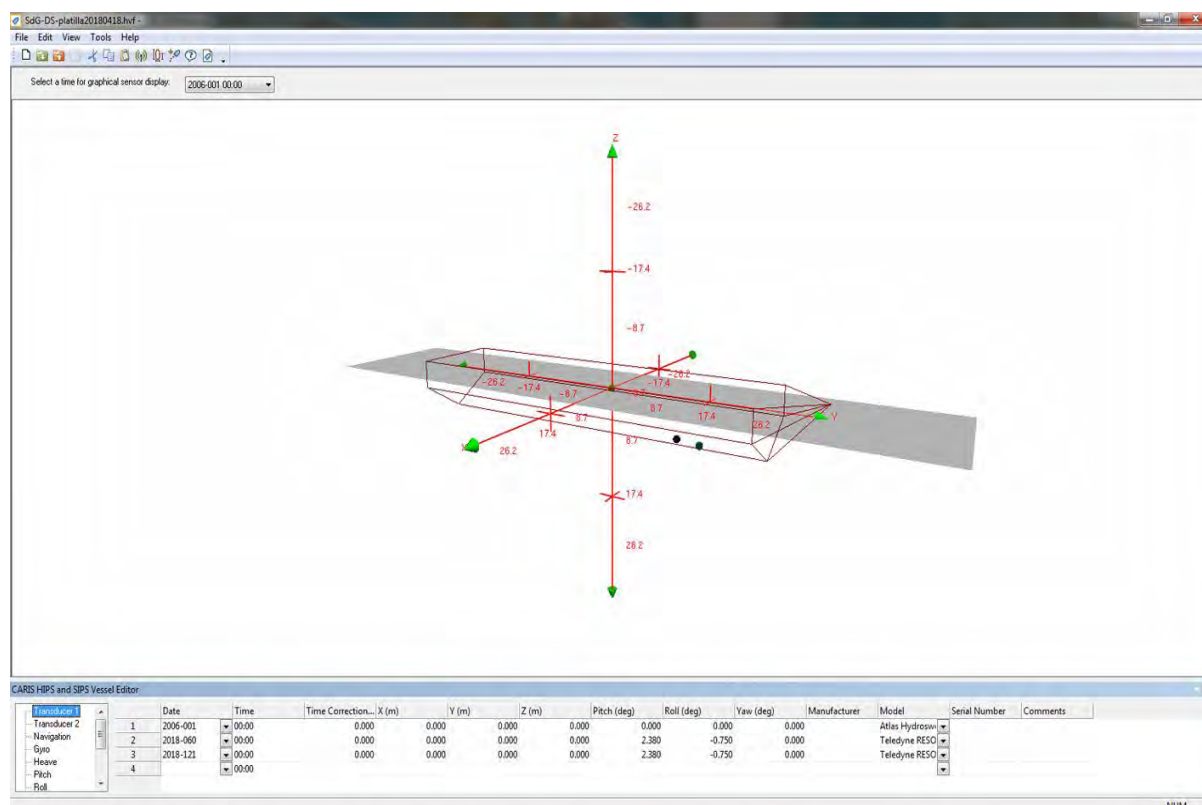 SdG-DS-platilla20180418.hvf -
File Edit View Tools Help
Select a time for graphical sensor display: 2006-001 00:00
Z
-26.2
-17.4
-8.7
-26.2 -17.4 -8.7 -17.4 -26.2
8.7 17.4 26.2 Y
X 26.2 17.4 8.7
8.7
17.4
26.2
CARIS HIPS and SIPS Vessel Editor
Transducer 1
Transducer 2
Navigation
Gyro
Heave
Pitch
Roll
Date Time Time Correction... X (m) Y (m) Z (m) Pitch (deg) Roll (deg) Yaw (deg) Manufacturer Model Serial Number Comments
1 2006-001 00:00 0.000 0.000 0.000 0.000 0.000 0.000 0.000 Atlas Hydrosw
2 2018-060 00:00 0.000 0.000 0.000 0.000 2.380 -0.750 0.000 Teledyne RESO
3 2018-121 00:00 0.000 0.000 0.000 0.000 2.380 -0.750 0.000 Teledyne RESO
4 00:00